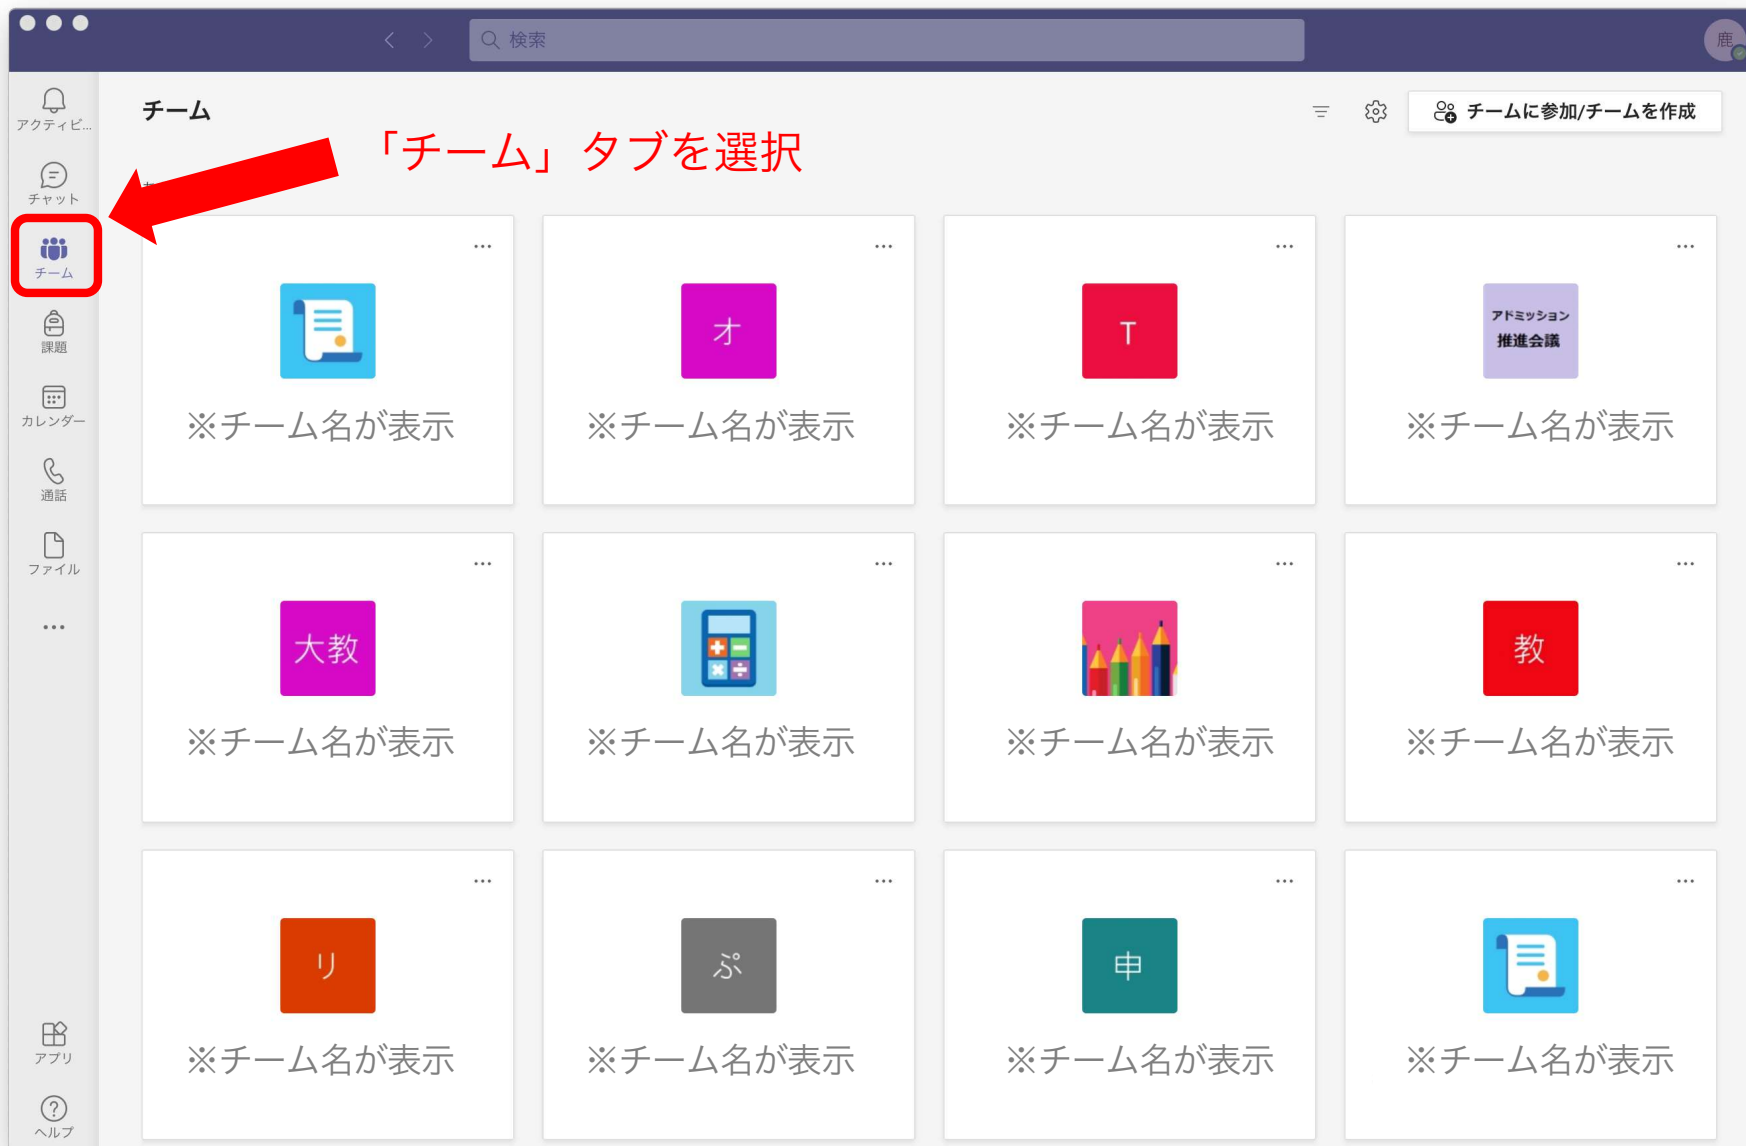 検索
鹿
アクティビ...
チーム
チームに参加/チームを作成
「チーム」タブを選択
チャット
チーム
課題
カレンダー
通話
ファイル
アプリ
ヘルプ
※チーム名が表示
オ
※チーム名が表示
T
※チーム名が表示
アドミッション
推進会議
※チーム名が表示
大教
※チーム名が表示
※チーム名が表示
※チーム名が表示
教
※チーム名が表示
リ
※チーム名が表示
ぷ
※チーム名が表示
申
※チーム名が表示
※チーム名が表示